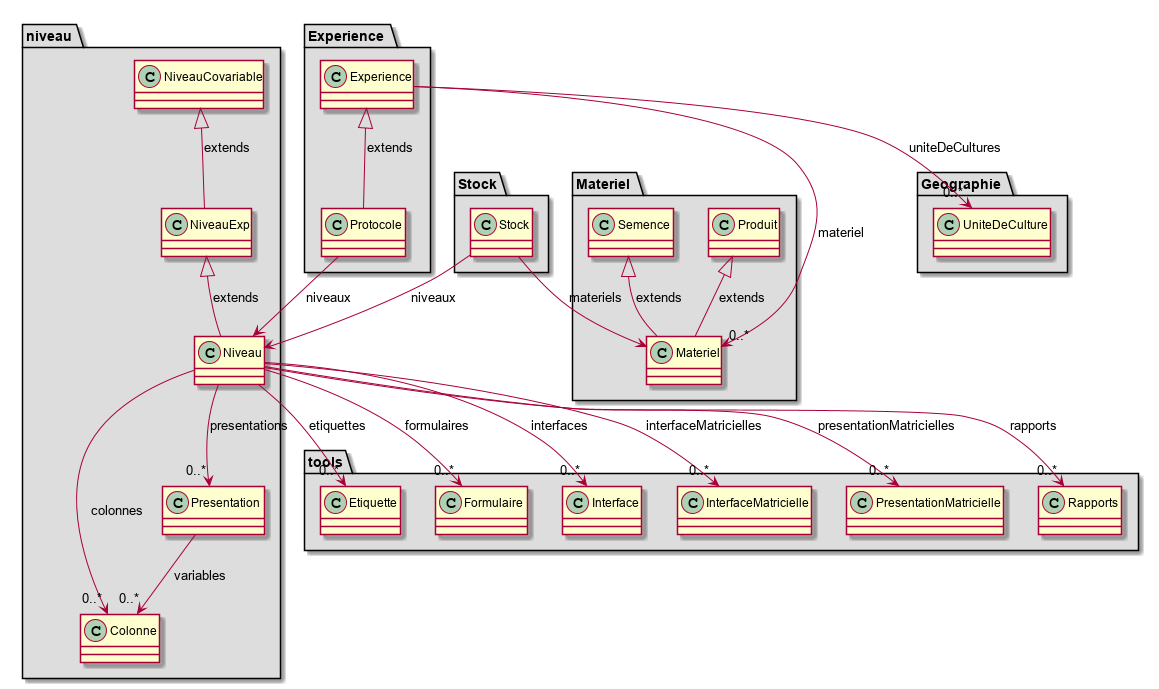 niveau
Experience
C NiveauCovariable
C Experience
extends
extends
uniteDeCultures
Stock
Materiel
Geographie
0..*
C NiveauExp
C Protocole
C Stock
C Semence
C Produit
C UniteDeCulture
materiel
extends
niveaux
niveaux
materiels
extends
extends
0..*
C Niveau
C Materiel
presentations
etiquettes
formulaires
interfaces
interfaceMatricielles
presentationMatricielles
rapports
tools
0..*
0..*
0..*
0..*
0..*
0..*
0..*
C Presentation
C Etiquette
C Formulaire
C Interface
C InterfaceMatricielle
C PresentationMatricielle
C Rapports
colonnes
variables
0..*
0..*
C Colonne